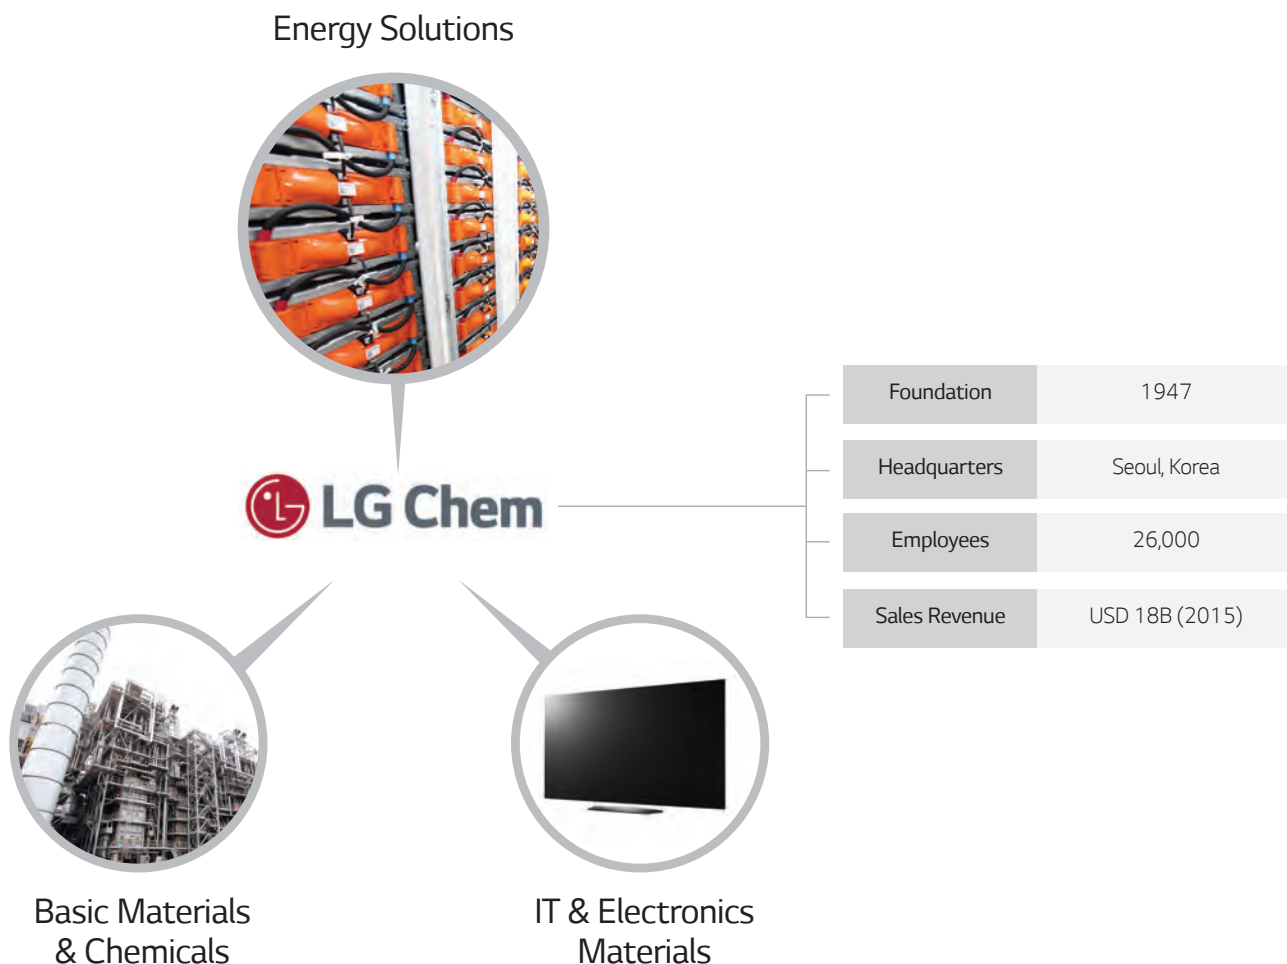 Energy Solutions
LG Chem
Foundation 1947
Headquarters Seoul, Korea
Employees 26,000
Sales Revenue USD 18B (2015)
Basic Materials
& Chemicals
IT & Electronics
Materials